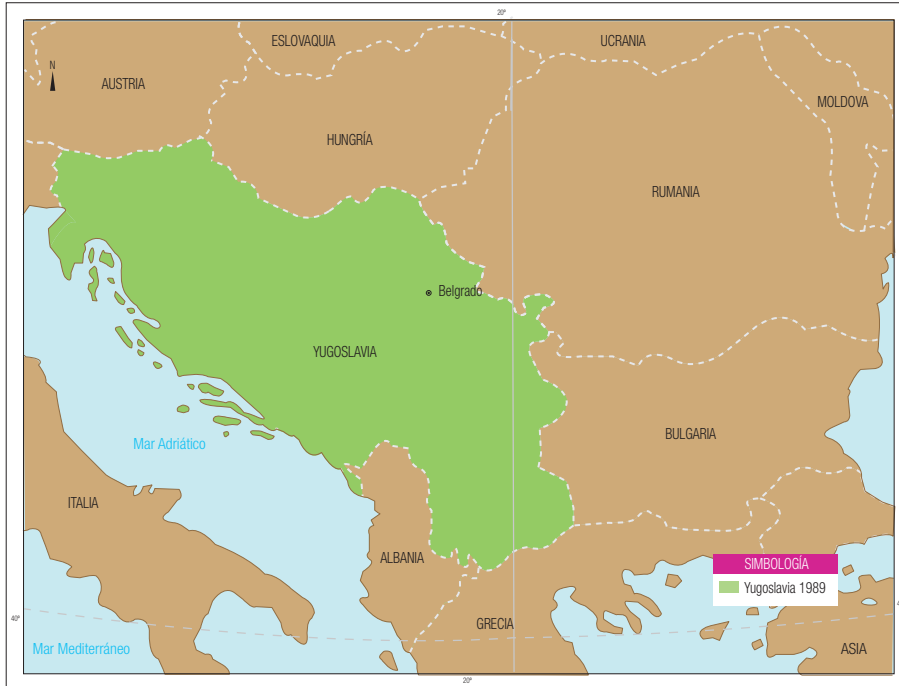 20°
ESLOVAQUIA
UCRANIA
N
AUSTRIA
MOLDOVA
HUNGRÍA
RUMANIA
Belgrado
YUGOSLAVIA
BULGARIA
Mar Adriático
ITALIA
ALBANIA
SIMBOLOGÍA
Yugoslavia 1989
40°
GRECIA
Mar Mediterráneo
ASIA
20°